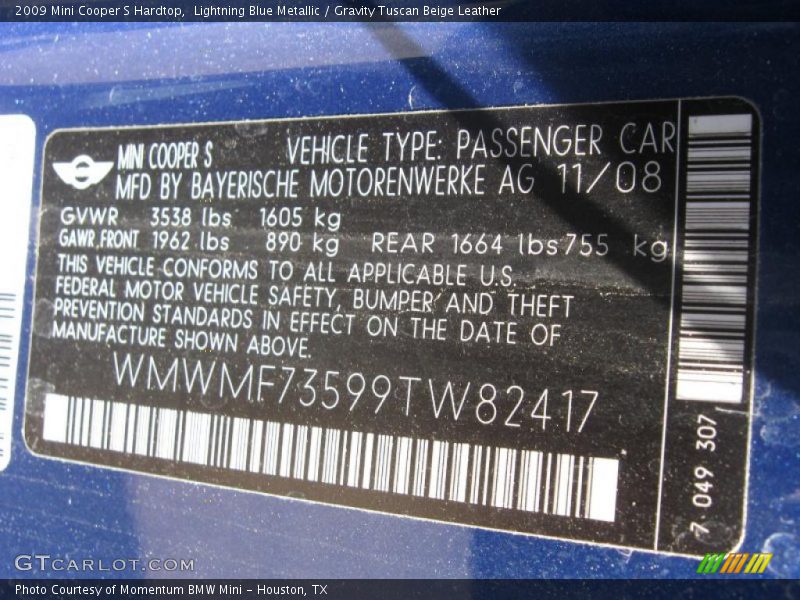 2009 Mini Cooper S Hardtop,  Lightning Blue Metallic / Gravity Tuscan Beige Leather
MINI COOPER S VEHICLE TYPE: PASSENGER CAR
MFD BY BAYERISCHE MOTORENWERKE AG 11/08
GVWR 3538 lbs 1605 kg
GAWR FRONT 1962 lbs 890 kg REAR 1664 lbs 755 kg
THIS VEHICLE CONFORMS TO ALL APPLICABLE U.S.
FEDERAL MOTOR VEHICLE SAFETY, BUMPER AND THEFT
PREVENTION STANDARDS IN EFFECT ON THE DATE OF
MANUFACTURE SHOWN ABOVE.
WMWMF73599TW82417
7 049 307
GTCARLOT.COM
Photo Courtesy of Momentum BMW Mini - Houston, TX